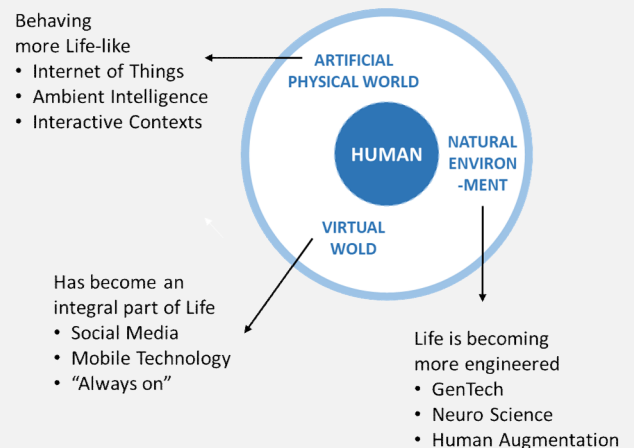 Behaving
more Life-like
• Internet of Things
• Ambient Intelligence
• Interactive Contexts
ARTIFICIAL
PHYSICAL WORLD
HUMAN
NATURAL
ENVIRON
-MENT
VIRTUAL
WOLD
Has become an
integral part of Life
• Social Media
• Mobile Technology
• “Always on”
Life is becoming
more engineered
• GenTech
• Neuro Science
• Human Augmentation